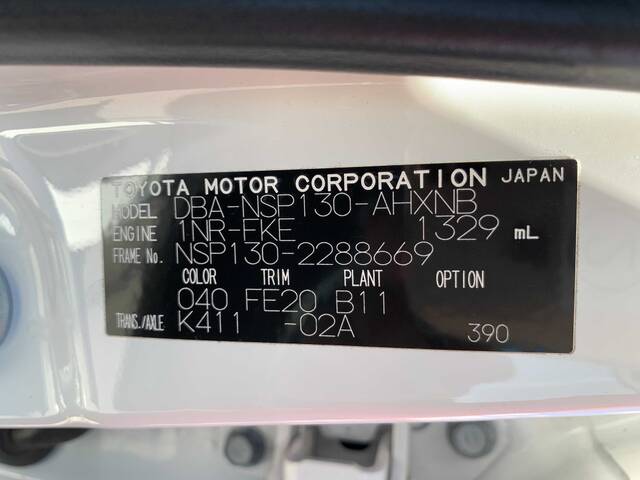 TOYOTA MOTOR CORPORATION JAPAN
MODEL DBA-NSP130-AHXNB
ENGINE 1NR-FKE 1329 mL
FRAME No. NSP130-2288669
COLOR TRIM PLANT OPTION
040 FE20 B11
TRANS./AXLE K411 -02A 390